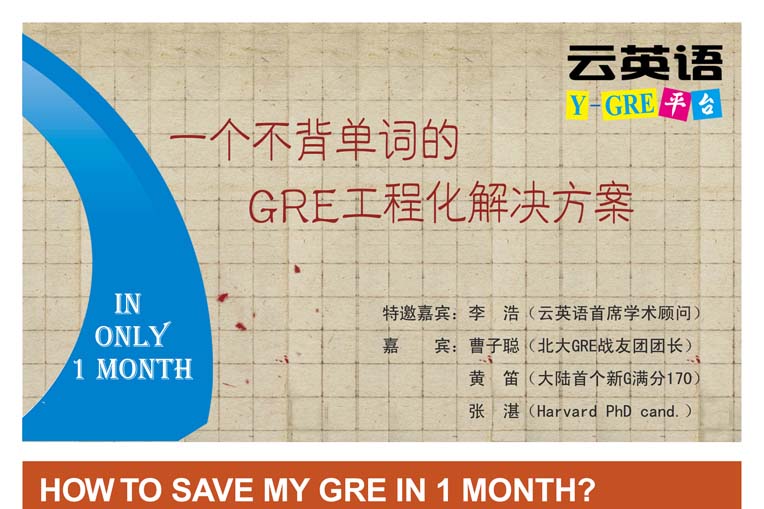 云英语
Y-GRE平台
一个不背单词的
GRE工程化解决方案
IN
ONLY
1 MONTH
特邀嘉宾：李　浩（云英语首席学术顾问）
嘉　　宾：曹子聪（北大GRE战友团团长）
黄　笛（大陆首个新G满分170）
张　湛（Harvard PhD cand.）
HOW TO SAVE MY GRE IN 1 MONTH?